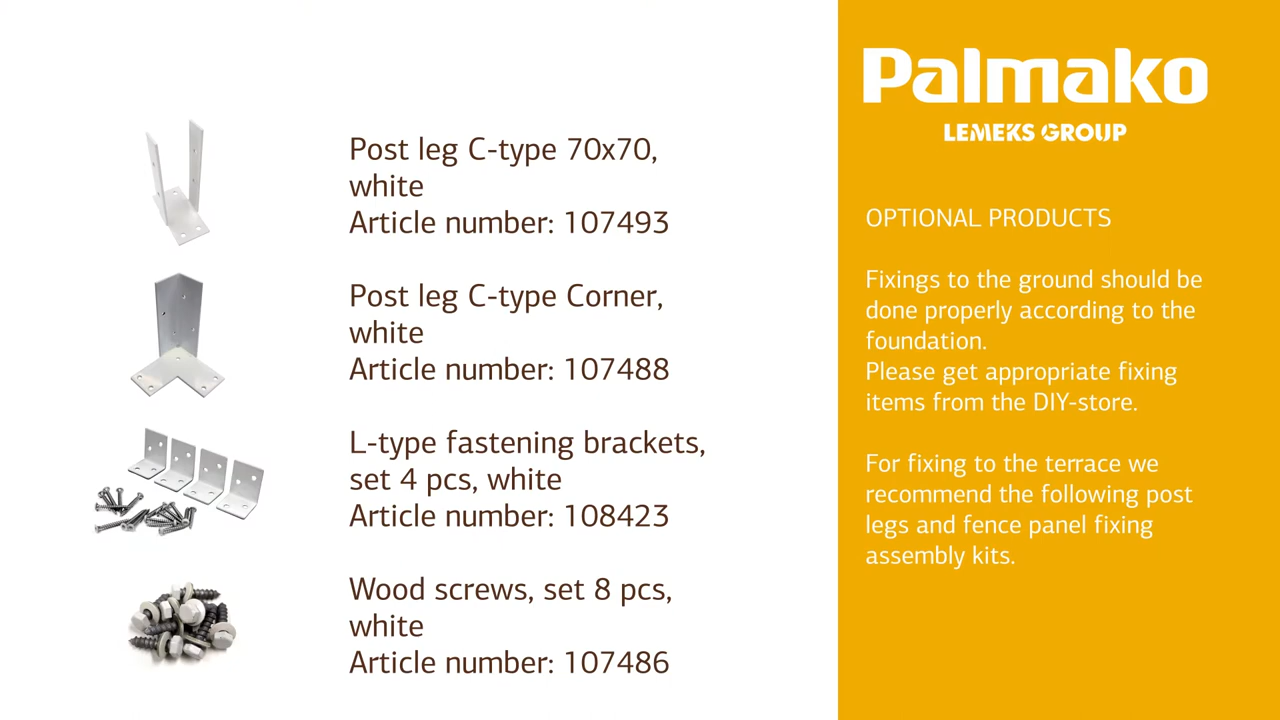 Post leg C-type 70x70,
white
Article number: 107493
Post leg C-type Corner,
white
Article number: 107488
L-type fastening brackets,
set 4 pcs, white
Article number: 108423
Wood screws, set 8 pcs,
white
Article number: 107486
Palmako
LEMEKS GROUP
OPTIONAL PRODUCTS
Fixings to the ground should be
done properly according to the
foundation.
Please get appropriate fixing
items from the DIY-store.
For fixing to the terrace we
recommend the following post
legs and fence panel fixing
assembly kits.